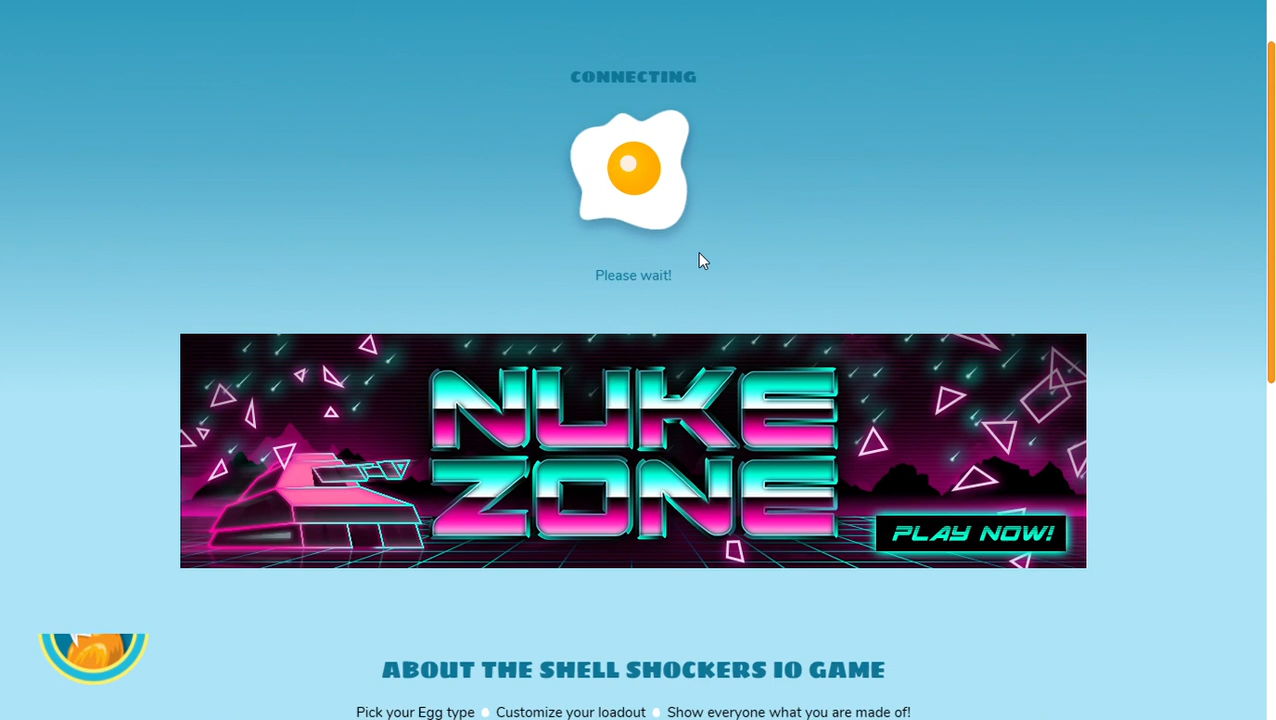 CONNECTING
Please wait!
NUKE
ZONE
PLAY NOW!
ABOUT THE SHELL SHOCKERS IO GAME
Pick your Egg type Customize your loadout Show everyone what you are made of!